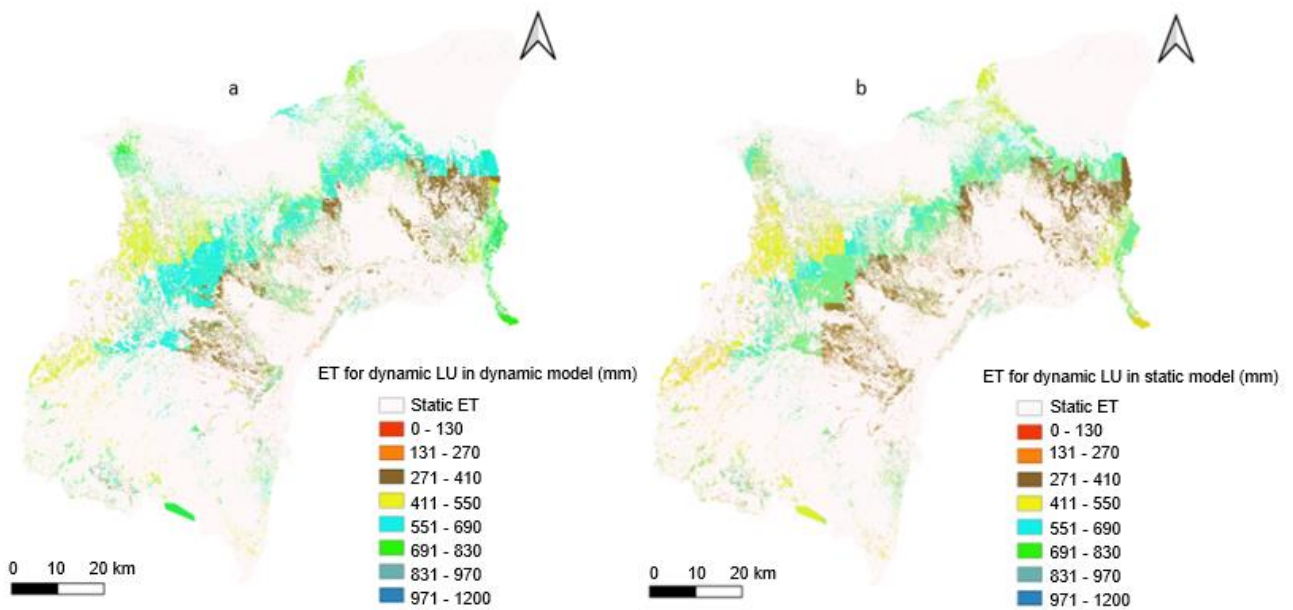 a
ET for dynamic LU in dynamic model (mm)
Static ET
0 - 130
131 - 270
271 - 410
411 - 550
551 - 690
691 - 830
831 - 970
971 - 1200
0 10 20 km
b
ET for dynamic LU in static model (mm)
Static ET
0 - 130
131 - 270
271 - 410
411 - 550
551 - 690
691 - 830
831 - 970
971 - 1200
0 10 20 km